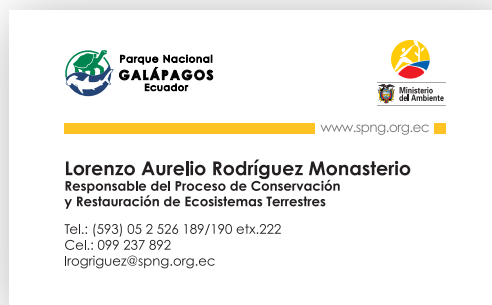 Parque Nacional
GALÁPAGOS
Ecuador
Ministerio
del Ambiente
www.spng.org.ec
Lorenzo Aurelio Rodríguez Monasterio
Responsable del Proceso de Conservación
y Restauración de Ecosistemas Terrestres
Tel.: (593) 05 2 526 189/190 etx.222
Cel.: 099 237 892
lrogriguez@spng.org.ec